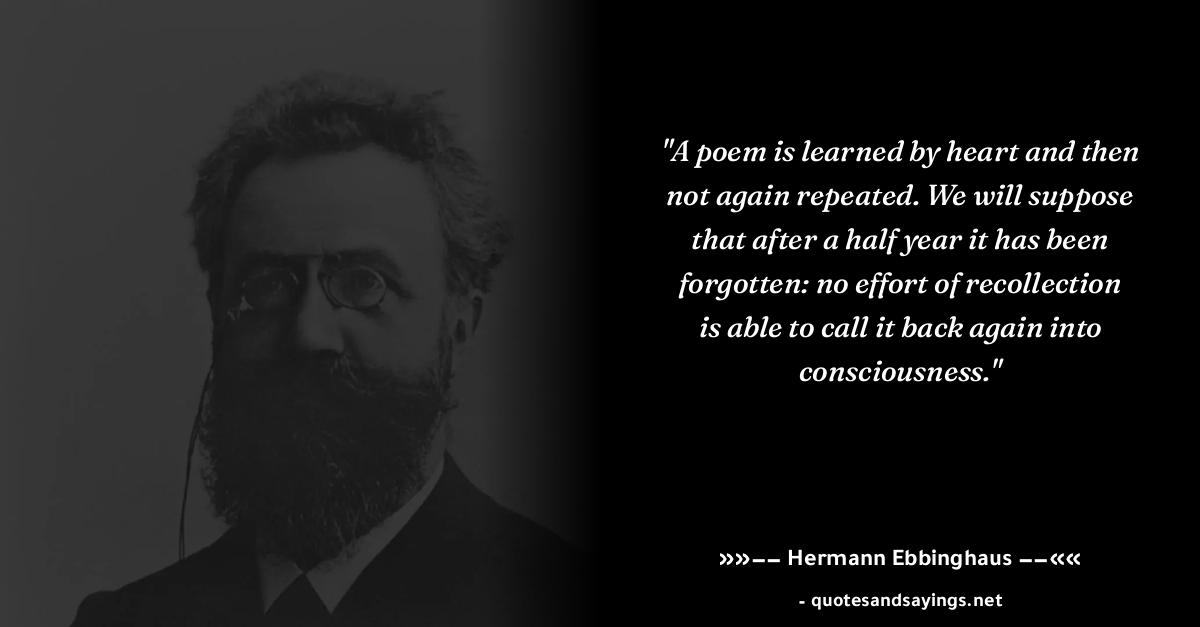 "A poem is learned by heart and then
not again repeated. We will suppose
that after a half year it has been
forgotten: no effort of recollection
is able to call it back again into
consciousness."
»»−− Hermann Ebbinghaus −−««
- quotesandsayings.net